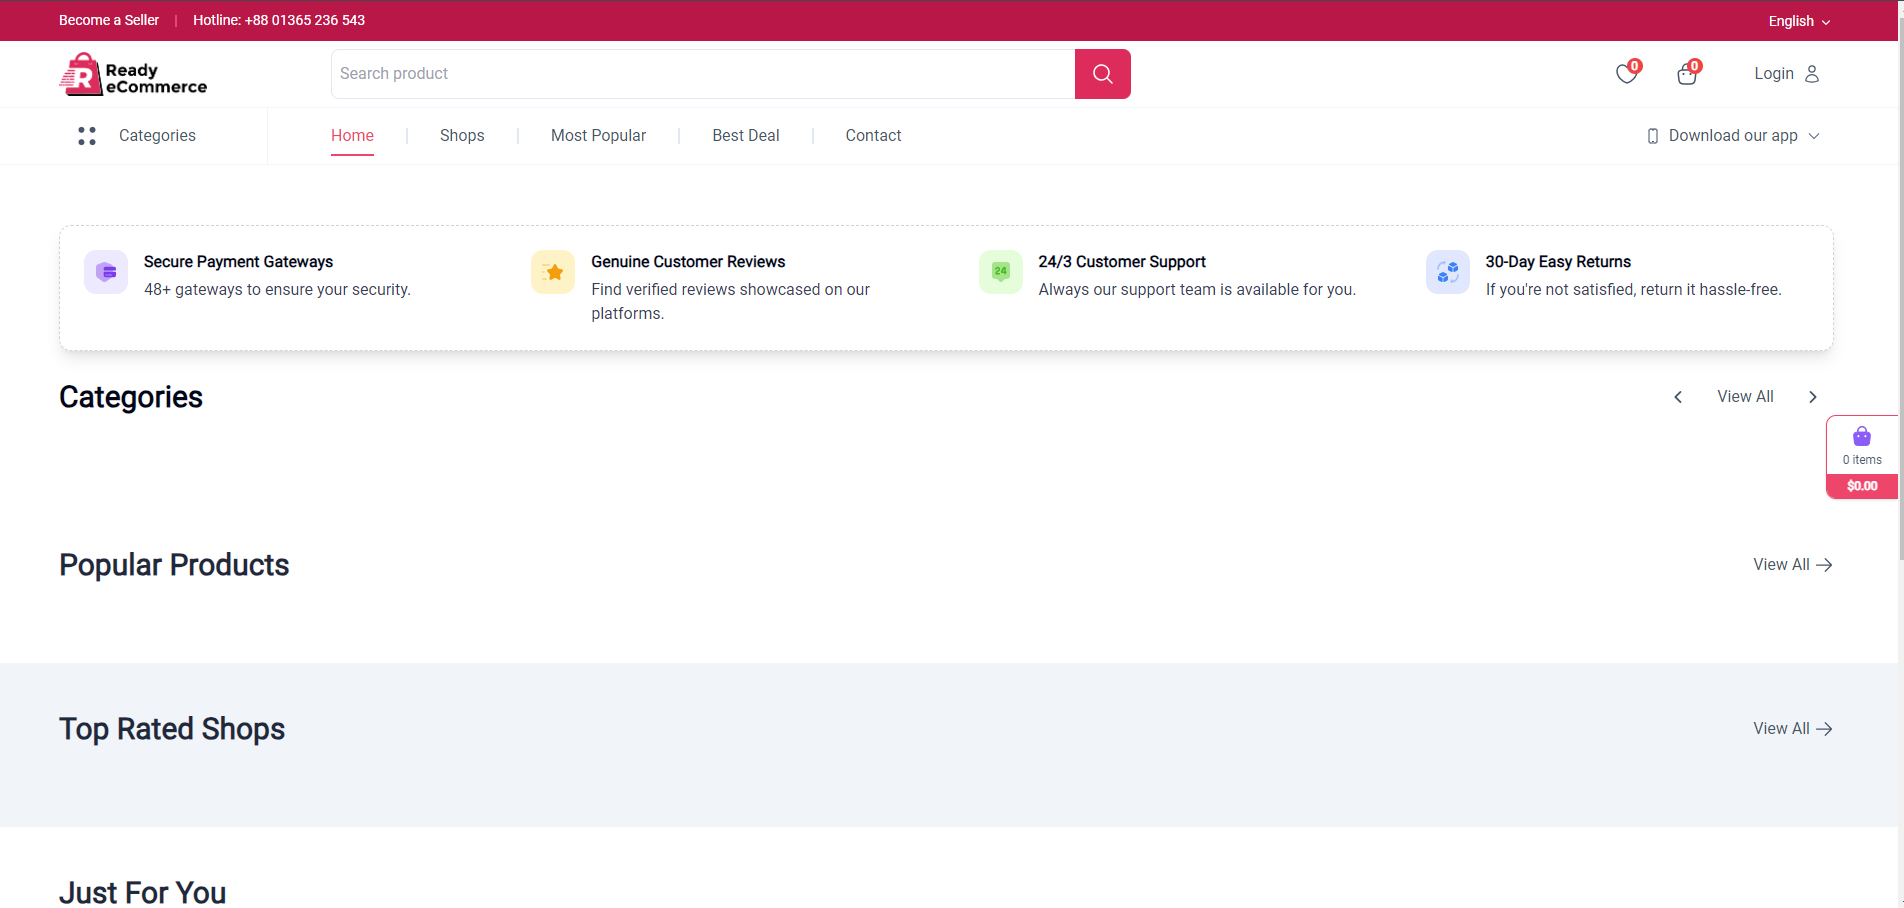 Become a Seller | Hotline: +88 01365 236 543
English
Ready
eCommerce
Search product
0
0
Login
Categories
Home
Shops
Most Popular
Best Deal
Contact
Download our app
Secure Payment Gateways
48+ gateways to ensure your security.
Genuine Customer Reviews
Find verified reviews showcased on our
platforms.
24
24/3 Customer Support
Always our support team is available for you.
30-Day Easy Returns
If you're not satisfied, return it hassle-free.
Categories
View All
0 items
$0.00
Popular Products
View All
Top Rated Shops
View All
Just For You